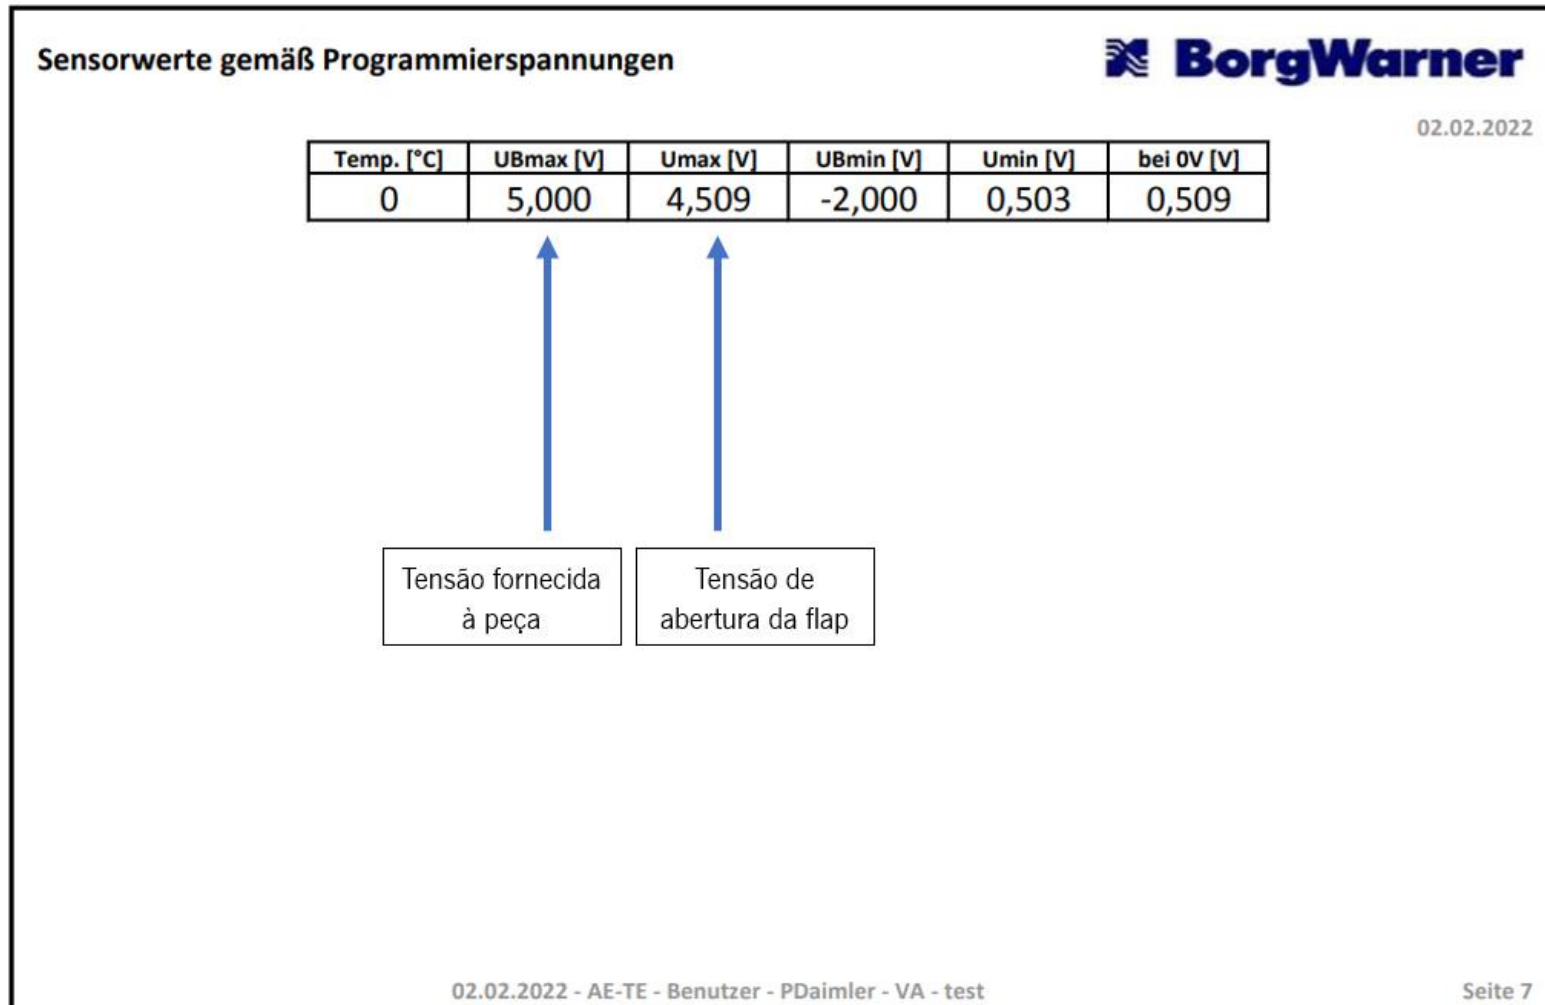 Sensorwerte gemäß Programmierspannungen
BorgWarner
02.02.2022
Temp. [°C] UBmax [V] Umax [V] UBmin [V] Umin [V] bei 0V [V]
0 5,000 4,509 -2,000 0,503 0,509
Tensão fornecida
à peça
Tensão de
abertura da flap
02.02.2022 - AE-TE - Benutzer - PDaimler - VA - test
Seite 7